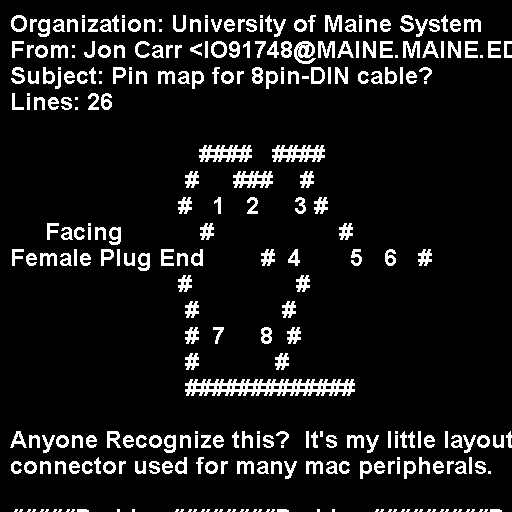 Organization: University of Maine System
From: Jon Carr <IO91748@MAINE.MAINE.ED
Subject: Pin map for 8pin-DIN cable?
Lines: 26
#### ####
# ### #
# 1 2 3 #
Facing # #
Female Plug End # 4 5 6 #
# #
# #
# 7 8 #
# #
#############
Anyone Recognize this? It's my little layout
connector used for many mac peripherals.